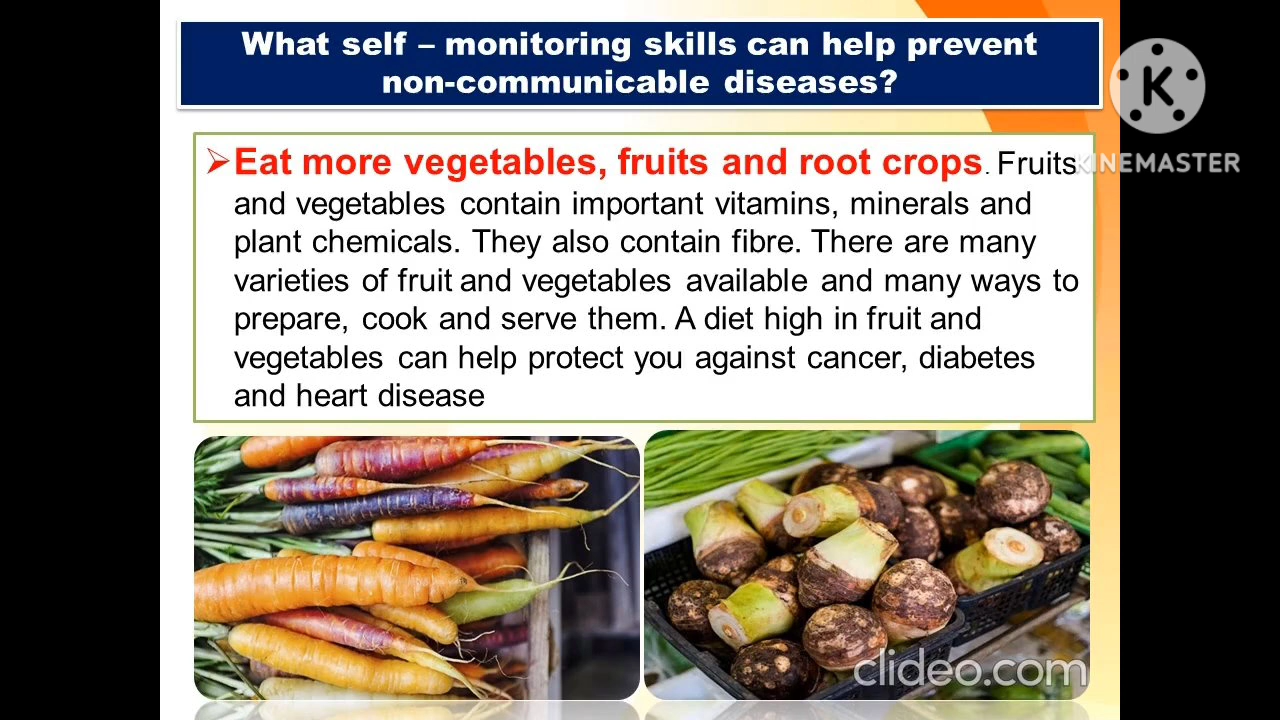 What self – monitoring skills can help prevent
non-communicable diseases?
K
KINEMASTER
➢Eat more vegetables, fruits and root crops. Fruits
and vegetables contain important vitamins, minerals and
plant chemicals. They also contain fibre. There are many
varieties of fruit and vegetables available and many ways to
prepare, cook and serve them. A diet high in fruit and
vegetables can help protect you against cancer, diabetes
and heart disease
clideo.com